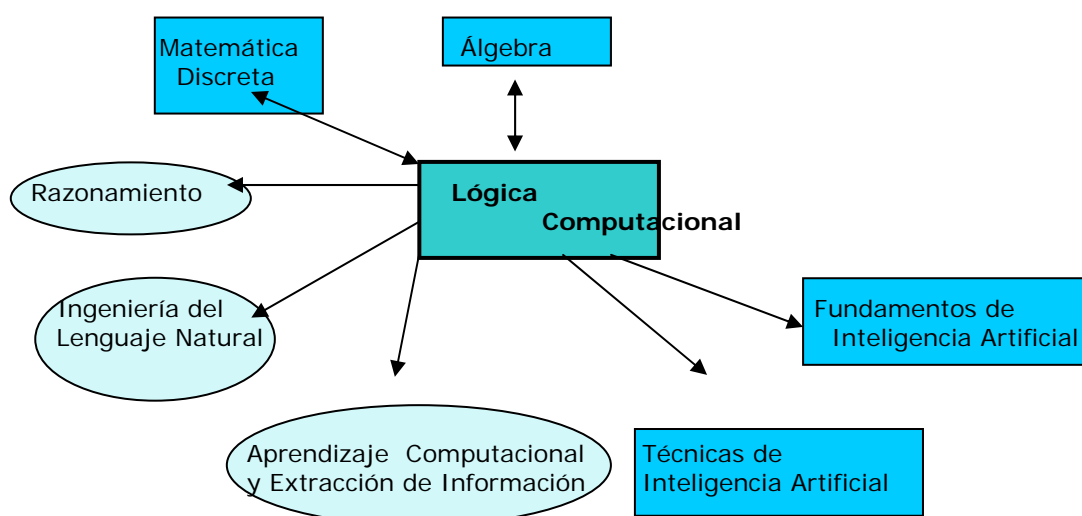 Matemática
Discreta
Álgebra
Razonamiento
Lógica
Computacional
Ingeniería del
Lenguaje Natural
Fundamentos de
Inteligencia Artificial
Aprendizaje Computacional
y Extracción de Información
Técnicas de
Inteligencia Artificial